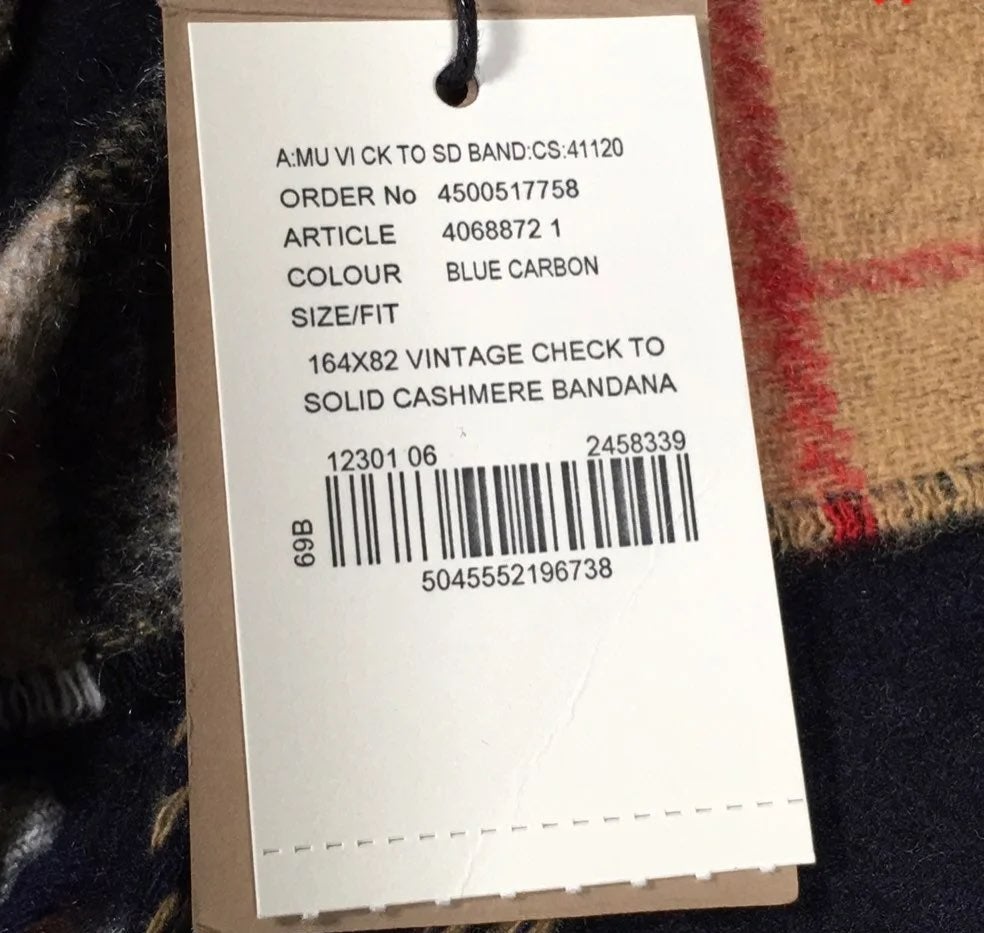 A:MU VI CK TO SD BAND:CS:41120
ORDER No 4500517758
ARTICLE 4068872 1
COLOUR BLUE CARBON
SIZE/FIT
164X82 VINTAGE CHECK TO
SOLID CASHMERE BANDANA
12301 06 2458339
69B
5045552196738